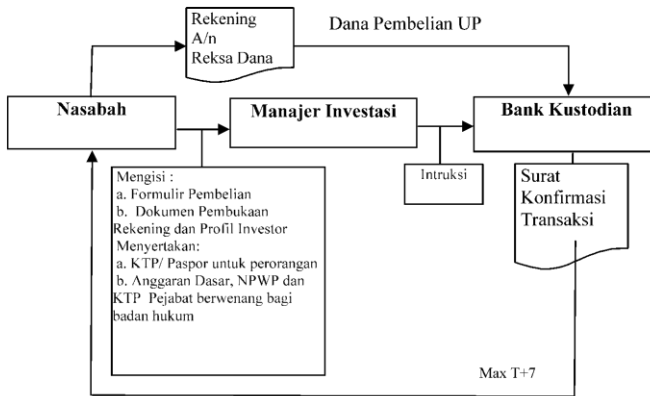 Rekening
A/n
Reksa Dana
Dana Pembelian UP
Nasabah
Manajer Investasi
Bank Kustodian
Mengisi :
a. Formulir Pembelian
b. Dokumen Pembukaan
Rekening dan Profil Investor
Menyertakan:
a. KTP/ Paspor untuk perorangan
b. Anggaran Dasar, NPWP dan
KTP Pejabat berwenang bagi
badan hukum
Intruksi
Surat
Konfirmasi
Transaksi
Max T+7